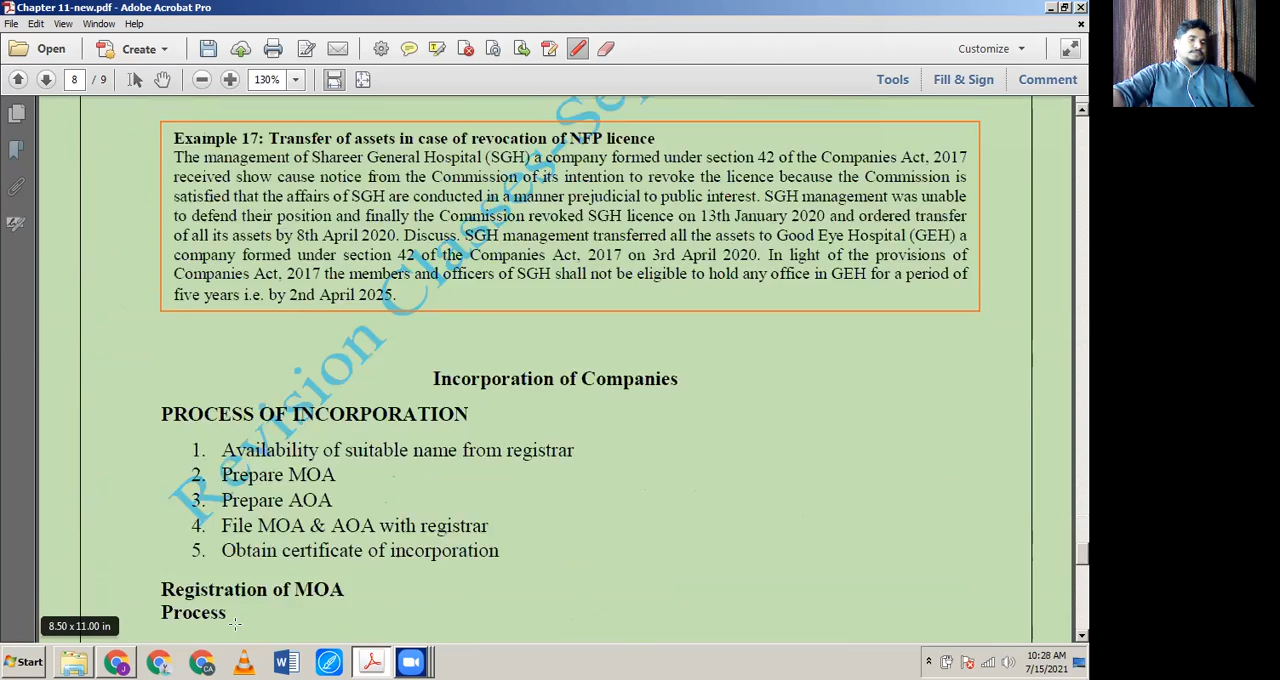 Chapter 11-new.pdf - Adobe Acrobat Pro
File Edit View Window Help
Open Create Customize
8 / 9 130% Tools Fill & Sign Comment
Example 17: Transfer of assets in case of revocation of NFP licence
The management of Shareer General Hospital (SGH) a company formed under section 42 of the Companies Act, 2017
received show cause notice from the Commission of its intention to revoke the licence because the Commission is
satisfied that the affairs of SGH are conducted in a manner prejudicial to public interest. SGH management was unable
to defend their position and finally the Commission revoked SGH licence on 13th January 2020 and ordered transfer
of all its assets by 8th April 2020. Discuss. SGH management transferred all the assets to Good Eye Hospital (GEH) a
company formed under section 42 of the Companies Act, 2017 on 3rd April 2020. In light of the provisions of
Companies Act, 2017 the members and officers of SGH shall not be eligible to hold any office in GEH for a period of
five years i.e. by 2nd April 2025.
Revision Classes-Se
Incorporation of Companies
PROCESS OF INCORPORATION
1. Availability of suitable name from registrar
2. Prepare MOA
3. Prepare AOA
4. File MOA & AOA with registrar
5. Obtain certificate of incorporation
Registration of MOA
Process
8.50 x 11.00 in
Start
10:28 AM
7/15/2021